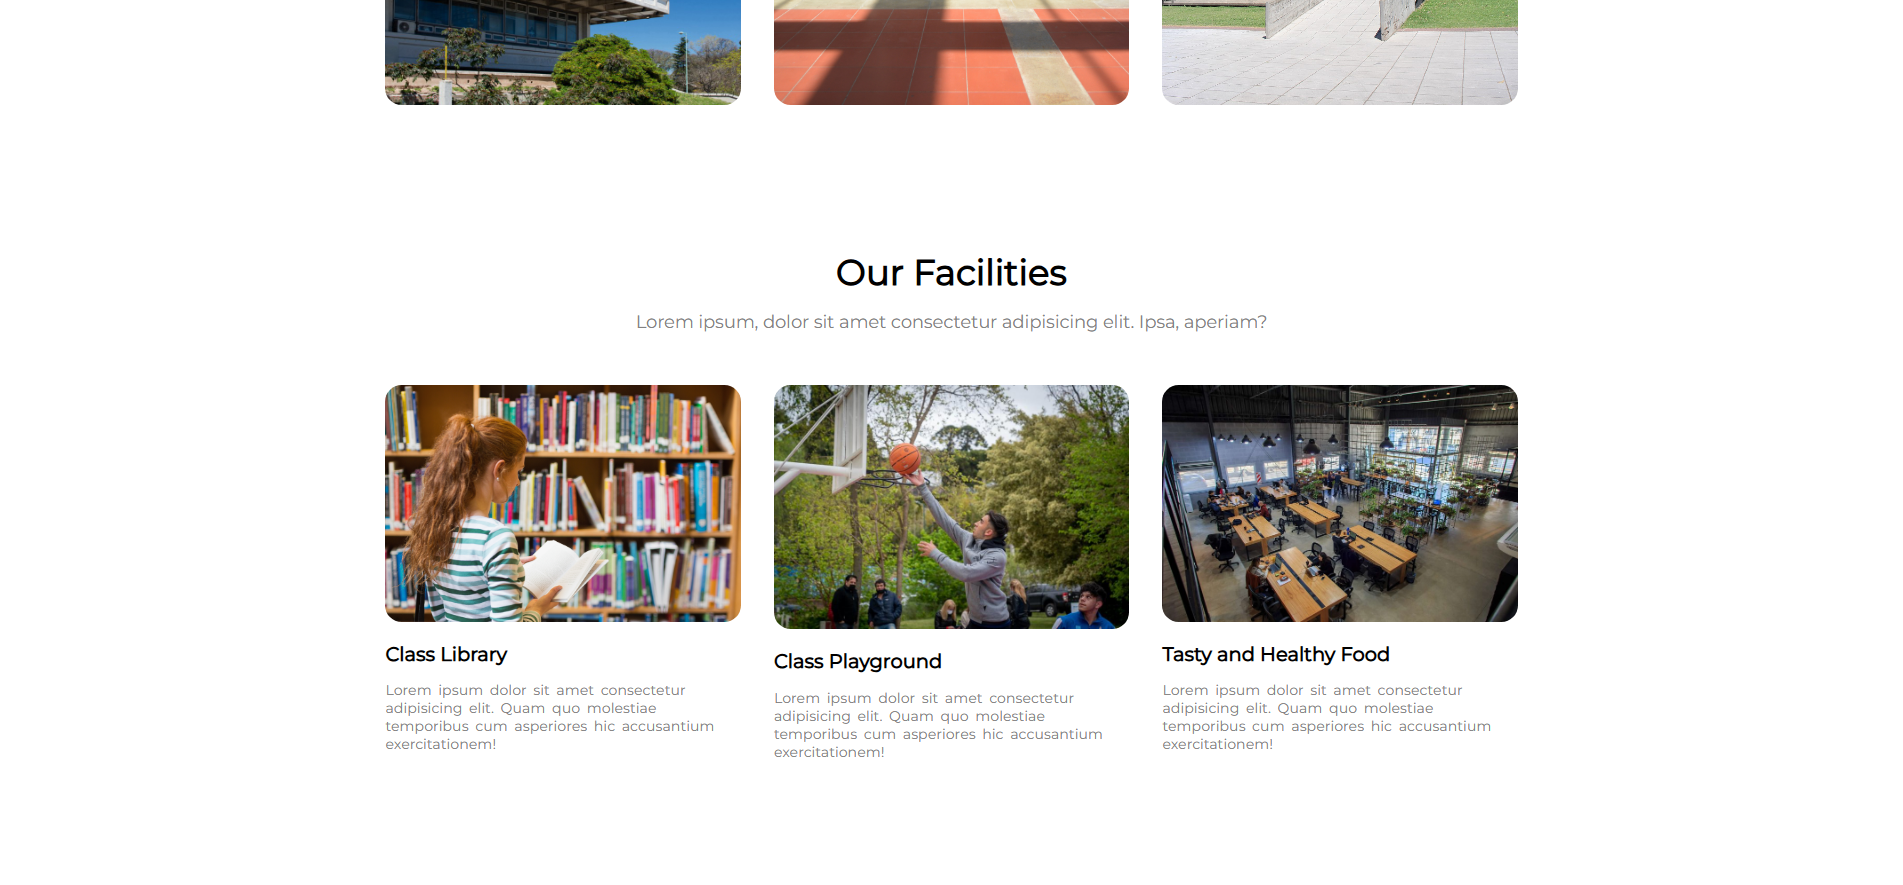 Our Facilities
Lorem ipsum, dolor sit amet consectetur adipisicing elit. Ipsa, aperiam?
Class Library
Lorem ipsum dolor sit amet consectetur
adipisicing elit. Quam quo molestiae
temporibus cum asperiores hic accusantium
exercitationem!
Class Playground
Lorem ipsum dolor sit amet consectetur
adipisicing elit. Quam quo molestiae
temporibus cum asperiores hic accusantium
exercitationem!
Tasty and Healthy Food
Lorem ipsum dolor sit amet consectetur
adipisicing elit. Quam quo molestiae
temporibus cum asperiores hic accusantium
exercitationem!